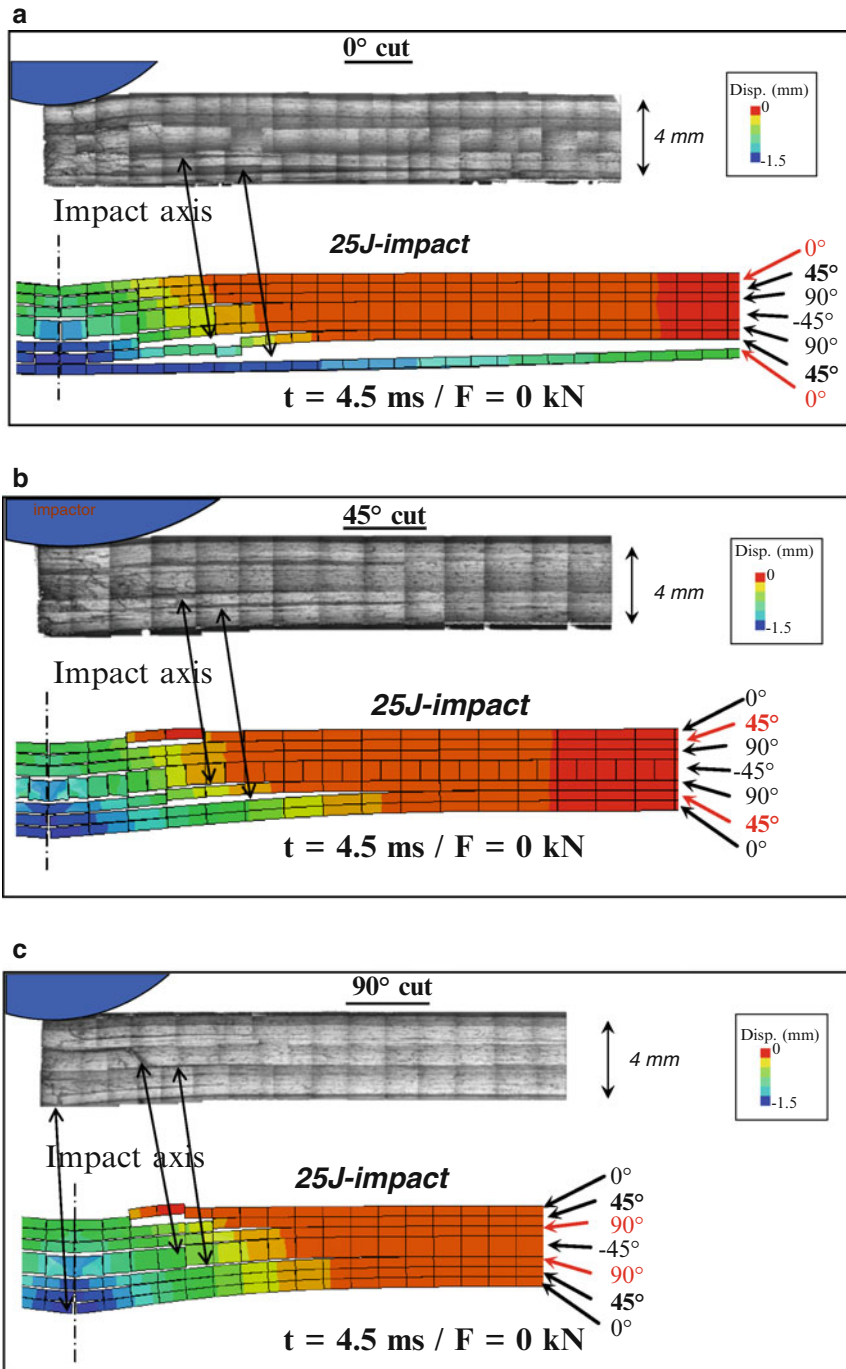 a
0° cut
Disp. (mm)
0
-1.5
4 mm
Impact axis
25J-impact
0°
45°
90°
-45°
90°
45°
0°
t = 4.5 ms / F = 0 kN
b
impactor
45° cut
Disp. (mm)
0
-1.5
4 mm
Impact axis
25J-impact
0°
45°
90°
-45°
90°
45°
0°
t = 4.5 ms / F = 0 kN
c
90° cut
Disp. (mm)
0
-1.5
4 mm
Impact axis
25J-impact
0°
45°
90°
-45°
90°
45°
0°
t = 4.5 ms / F = 0 kN